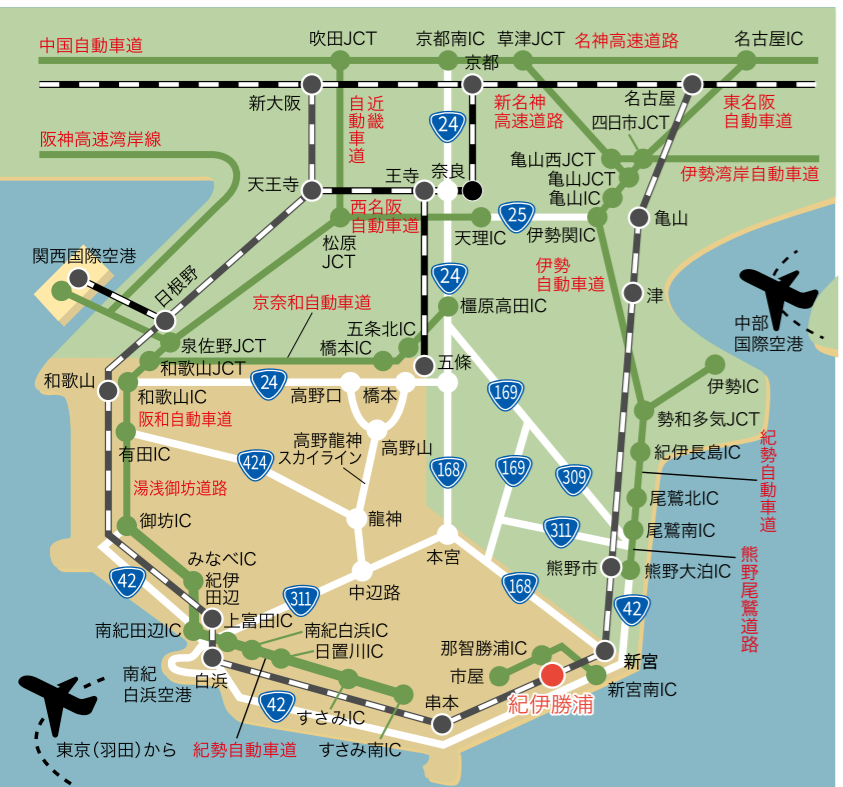 中国自動車道
吹田JCT
京都南IC
草津JCT
名神高速道路
名古屋IC
京都
新大阪
近畿
自動車道
24
新名神
高速道路
名古屋
四日市JCT
東名阪
自動車道
阪神高速湾岸線
天王寺
王寺
奈良
亀山西JCT
亀山JCT
亀山IC
伊勢湾岸自動車道
西名阪
自動車道
松原
JCT
天理IC
25
伊勢関IC
亀山
関西国際空港
日根野
24
伊勢
自動車道
津
京奈和自動車道
橿原高田IC
中部
国際空港
五条北IC
橋本IC
泉佐野JCT
和歌山JCT
五條
和歌山
和歌山IC
24
高野口
橋本
169
伊勢IC
阪和自動車道
勢和多気JCT
有田IC
424
高野龍神
スカイライン
高野山
紀伊長島IC
紀勢自動車道
168
169
309
湯浅御坊道路
尾鷲北IC
御坊IC
龍神
311
尾鷲南IC
本宮
みなべIC
紀伊
田辺
42
熊野市
熊野大泊IC
熊野尾鷲道路
中辺路
311
168
42
南紀田辺IC
上富田IC
南紀白浜IC
日置川IC
那智勝浦IC
新宮
市屋
南紀
白浜空港
白浜
新宮南IC
42
すさみIC
串本
紀伊勝浦
東京(羽田)から
紀勢自動車道
すさみ南IC